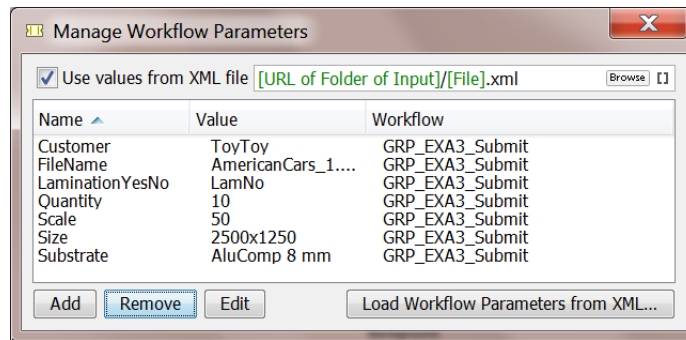 Manage Workflow Parameters
X
Use values from XML file [URL of Folder of Input]/[File].xml Browse []
Name Value Workflow
Customer ToyToy GRP_EXA3_Submit
FileName AmericanCars_1.... GRP_EXA3_Submit
LaminationYesNo LamNo GRP_EXA3_Submit
Quantity 10 GRP_EXA3_Submit
Scale 50 GRP_EXA3_Submit
Size 2500x1250 GRP_EXA3_Submit
Substrate AluComp 8 mm GRP_EXA3_Submit
Add Remove Edit Load Workflow Parameters from XML...